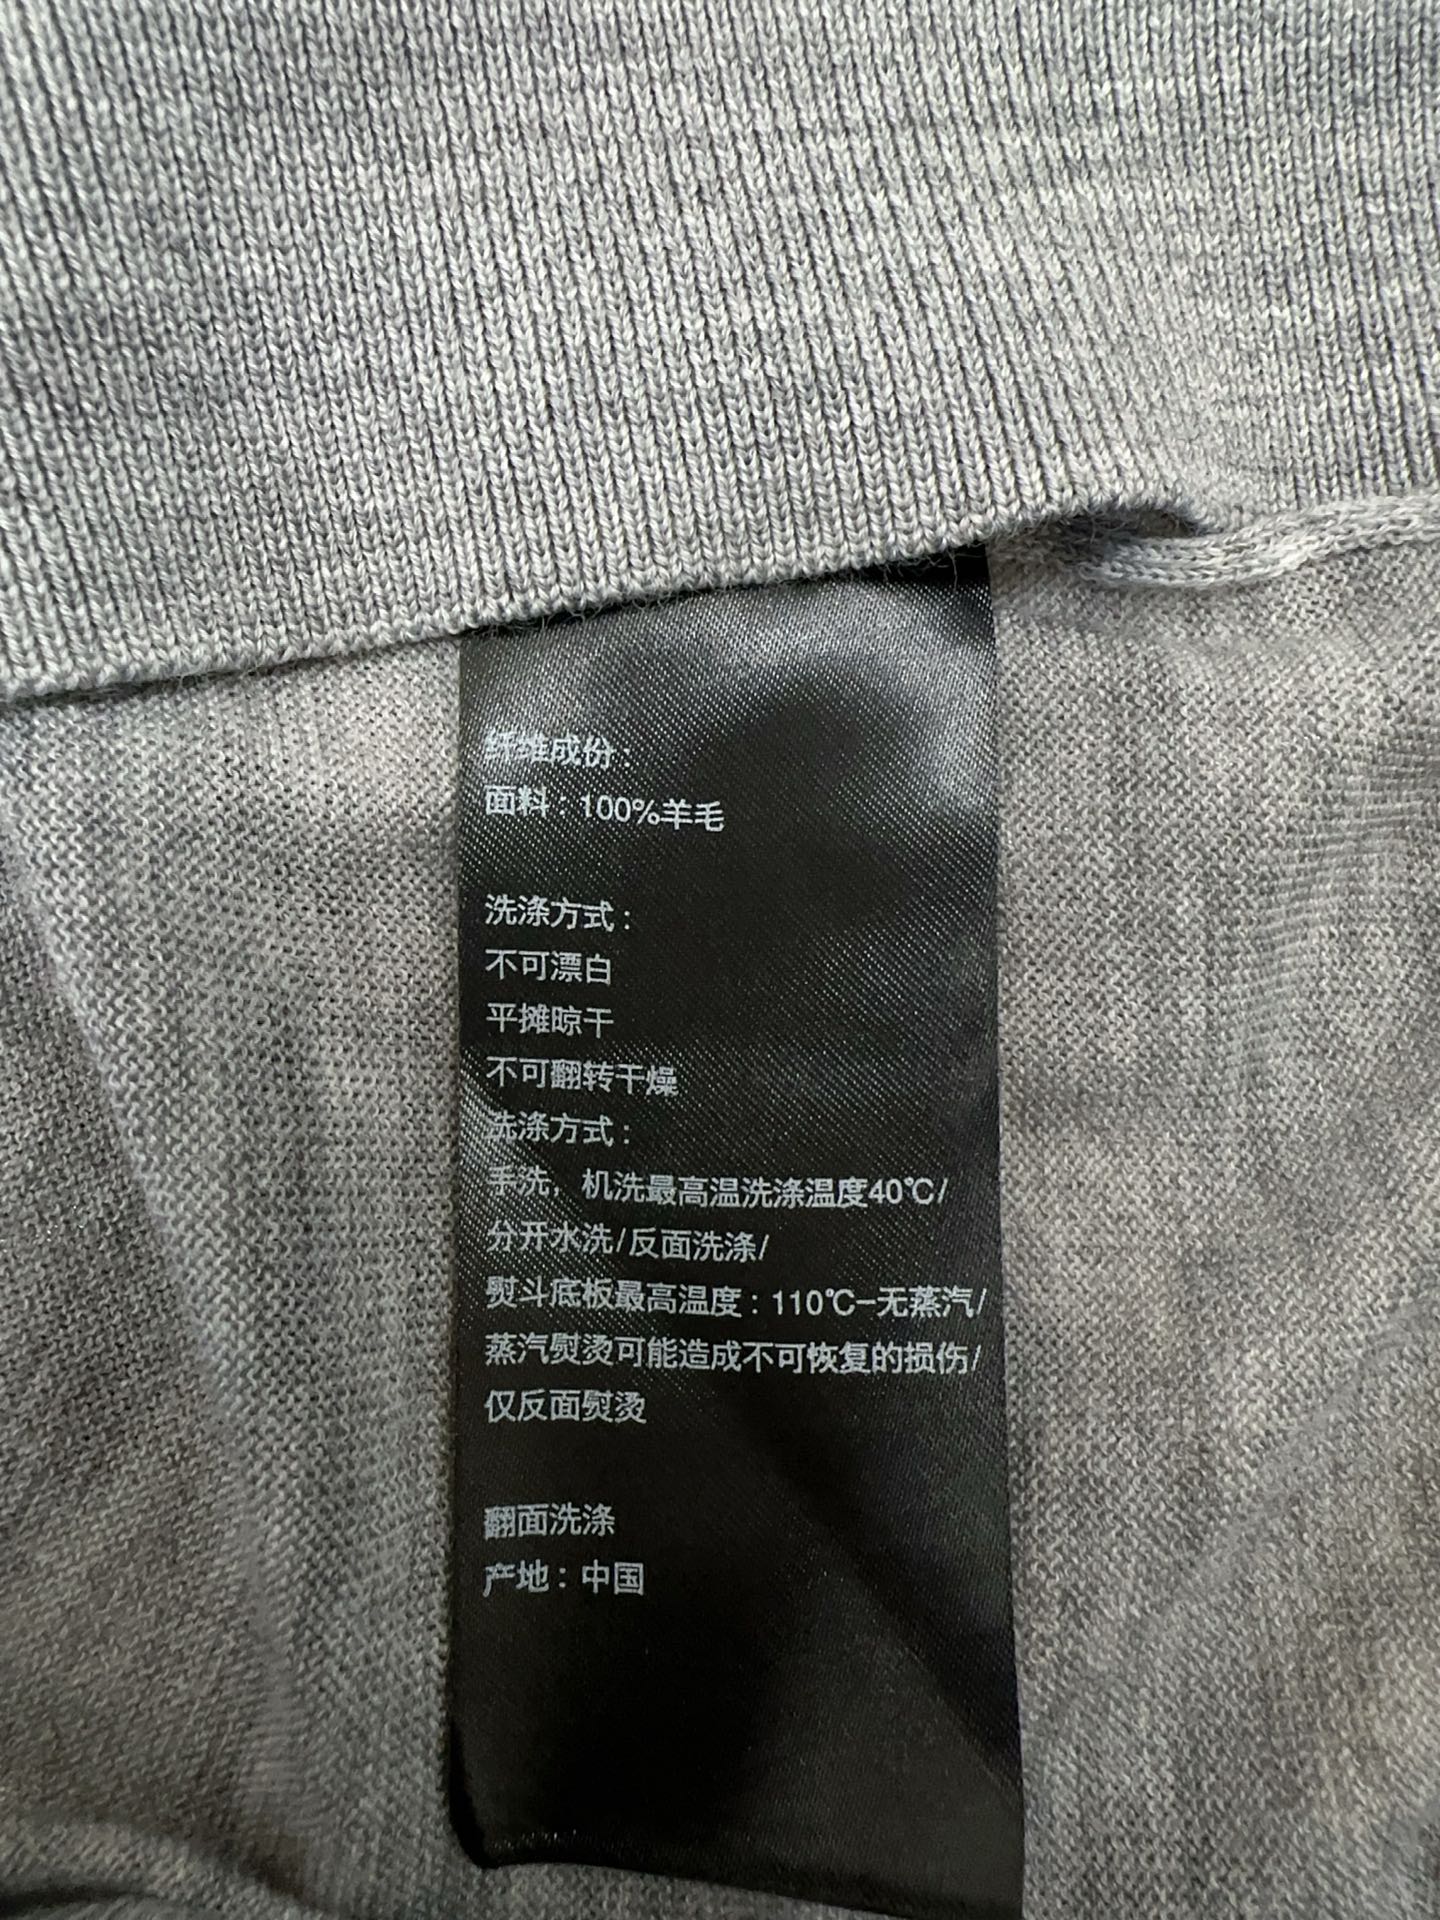 纤维成份：
面料：100%羊毛
洗涤方式：
不可漂白
平摊晾干
不可翻转干燥
洗涤方式：
手洗，机洗最高温洗涤温度40℃/
分开水洗/反面洗涤/
熨斗底板最高温度：110℃-无蒸汽/
蒸汽熨烫可能造成不可恢复的损伤/
仅反面熨烫
翻面洗涤
产地：中国